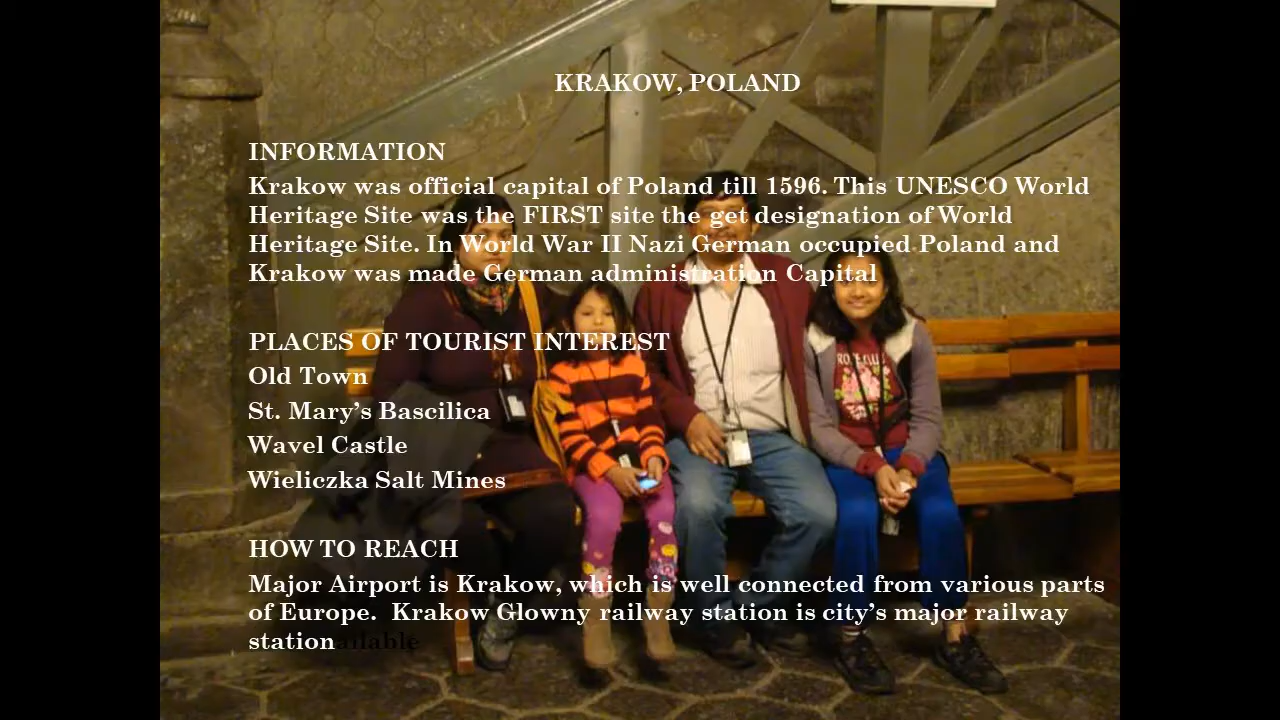 KRAKOW, POLAND
INFORMATION
Krakow was official capital of Poland till 1596. This UNESCO World
Heritage Site was the FIRST site the get designation of World
Heritage Site. In World War II Nazi German occupied Poland and
Krakow was made German administration Capital
PLACES OF TOURIST INTEREST
Old Town
St. Mary’s Bascilica
Wavel Castle
Wieliczka Salt Mines
HOW TO REACH
Major Airport is Krakow, which is well connected from various parts
of Europe.  Krakow Glowny railway station is city’s major railway
stationailable